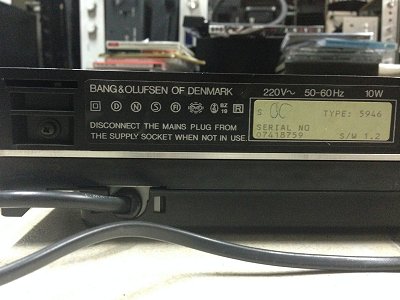 BANG & OLUFSEN OF DENMARK
220V~ 50-60Hz 10W
D N S
DISCONNECT THE MAINS PLUG FROM
THE SUPPLY SOCKET WHEN NOT IN USE.
S OC TYPE: 5946
SERIAL NO
07418759 S/W 1.2